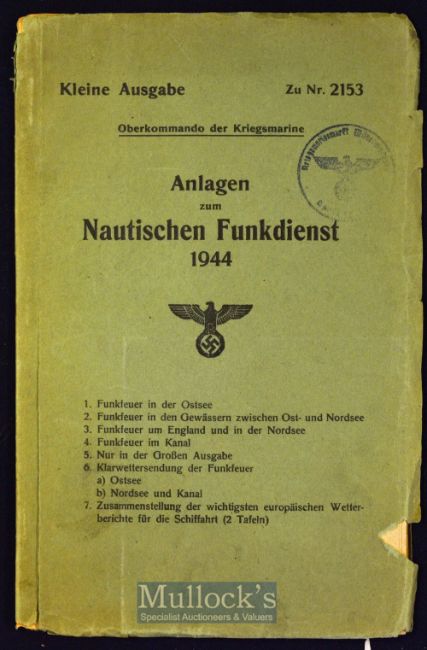 Kleine Ausgabe Zu Nr. 2153
Oberkommando der Kriegsmarine
Anlagen
zum
Nautischen Funkdienst
1944
1. Funkfeuer in der Ostsee
2. Funkfeuer in den Gewässern zwischen Ost- und Nordsee
3. Funkfeuer um England und in der Nordsee
4. Funkfeuer im Kanal
5. Nur in der Großen Ausgabe
6. Klarwettersendung der Funkfeuer
a) Ostsee
b) Nordsee und Kanal
7. Zusammenstellung der wichtigsten europäischen Wetter-
berichte für die Schiffahrt (2 Tafeln)
Mullock's
Specialist Auctioneers & Valuers